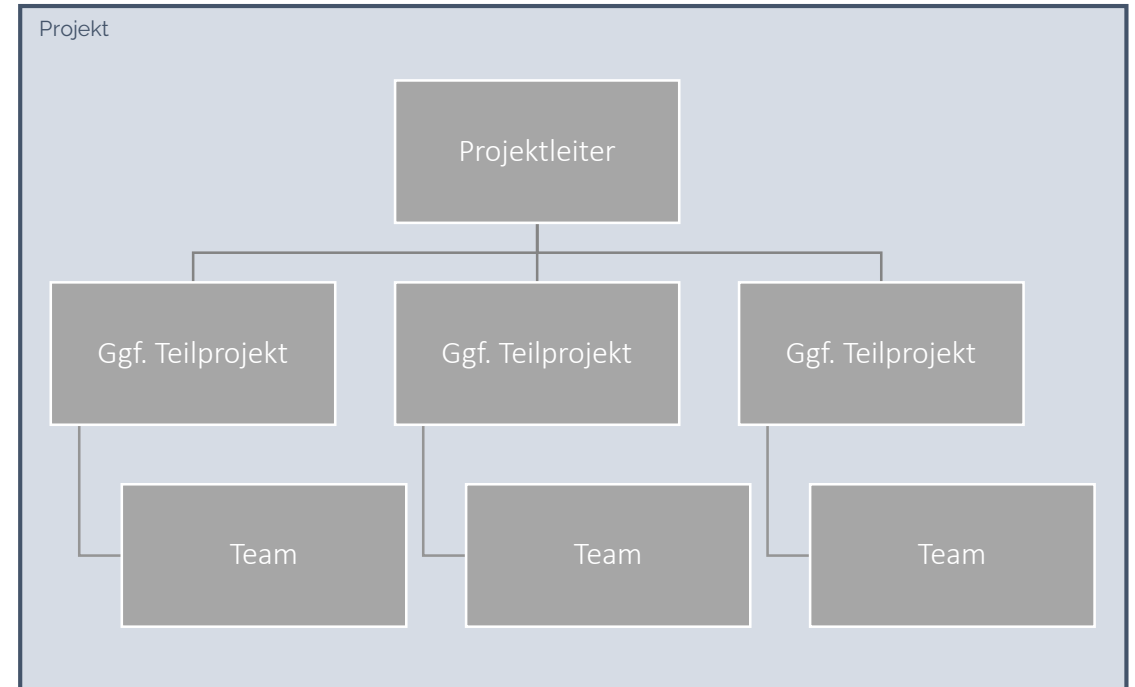 Projekt
Projektleiter
Ggf. Teilprojekt
Ggf. Teilprojekt
Ggf. Teilprojekt
Team
Team
Team